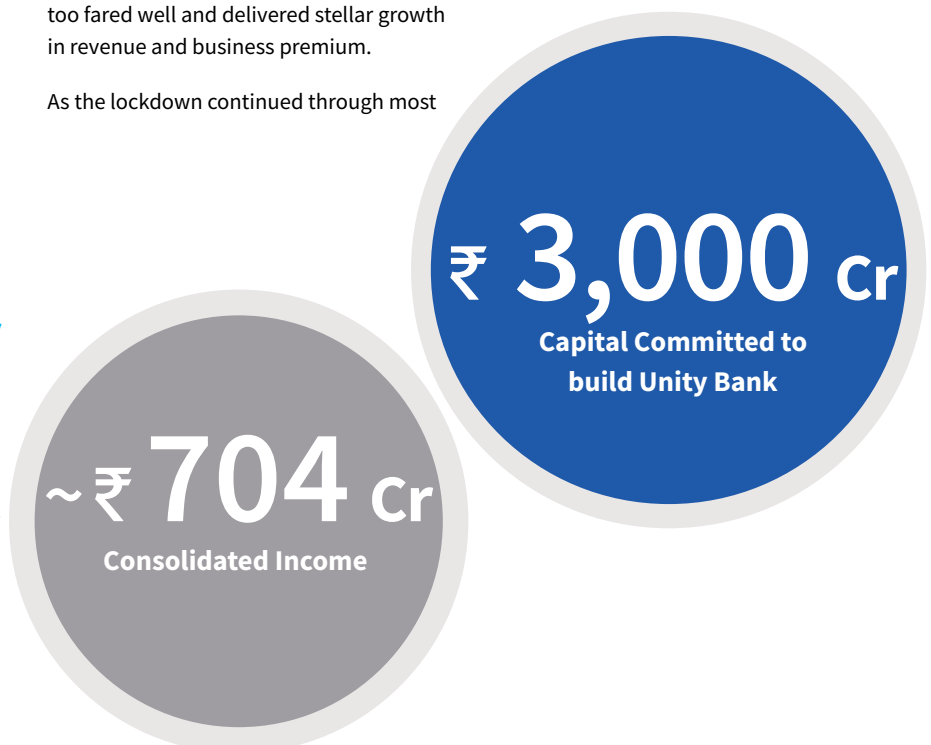 too fared well and delivered stellar growth
in revenue and business premium.
As the lockdown continued through most
₹ 3,000 Cr
Capital Committed to
build Unity Bank
~₹ 704 Cr
Consolidated Income